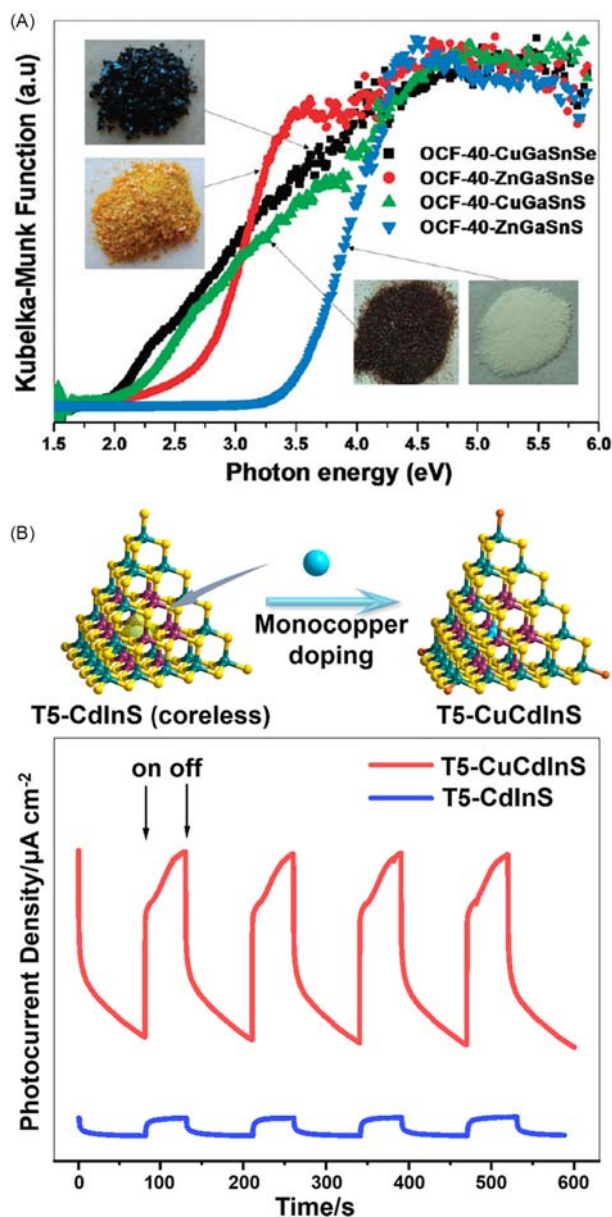 (A)
Kubelka-Munk Function (a.u)
OCF-40-CuGaSnSe
OCF-40-ZnGaSnSe
OCF-40-CuGaSnS
OCF-40-ZnGaSnS
1.5 2.0 2.5 3.0 3.5 4.0 4.5 5.0 5.5 6.0
Photon energy (eV)
(B)
Monocopper
doping
T5-CdInS (coreless)
T5-CuCdInS
on off
T5-CuCdInS
T5-CdInS
Photocurrent Density/μA cm-2
0 100 200 300 400 500 600
Time/s